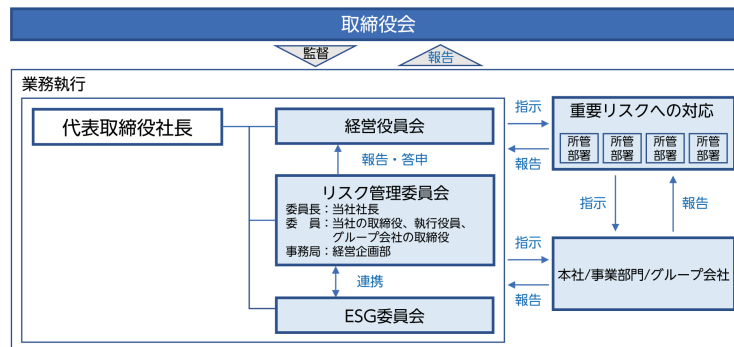 取締役会
監督
報告
業務執行
代表取締役社長
経営役員会
報告・答申
リスク管理委員会
委員長：当社社長
委　員：当社の取締役、執行役員、
グループ会社の取締役
事務局：経営企画部
連携
ESG委員会
指示
報告
重要リスクへの対応
所管
部署
所管
部署
所管
部署
所管
部署
指示
報告
指示
報告
本社/事業部門/グループ会社